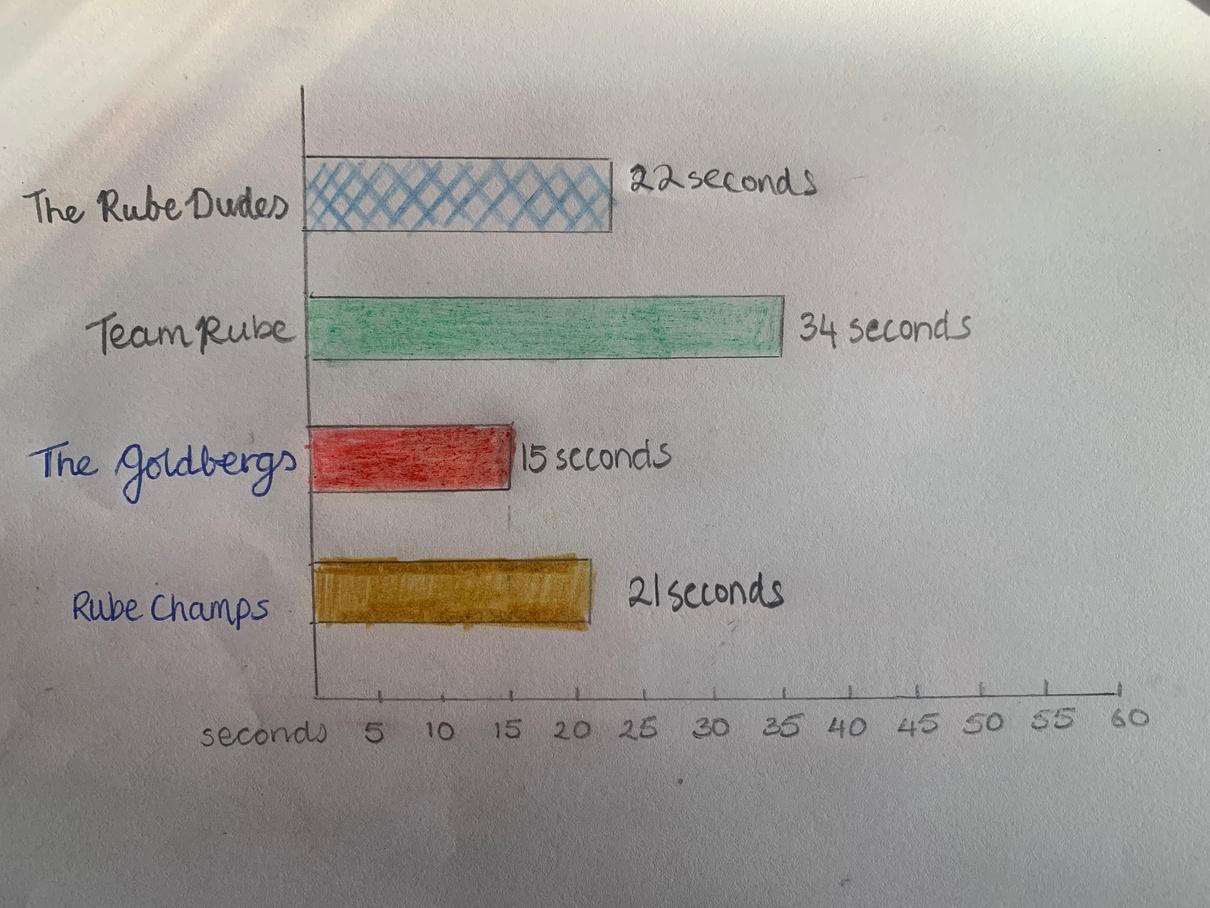 The Rube Dudes 22 seconds
Team Rube 34 seconds
The Goldbergs 15 seconds
Rube Champs 21 seconds
seconds 5 10 15 20 25 30 35 40 45 50 55 60